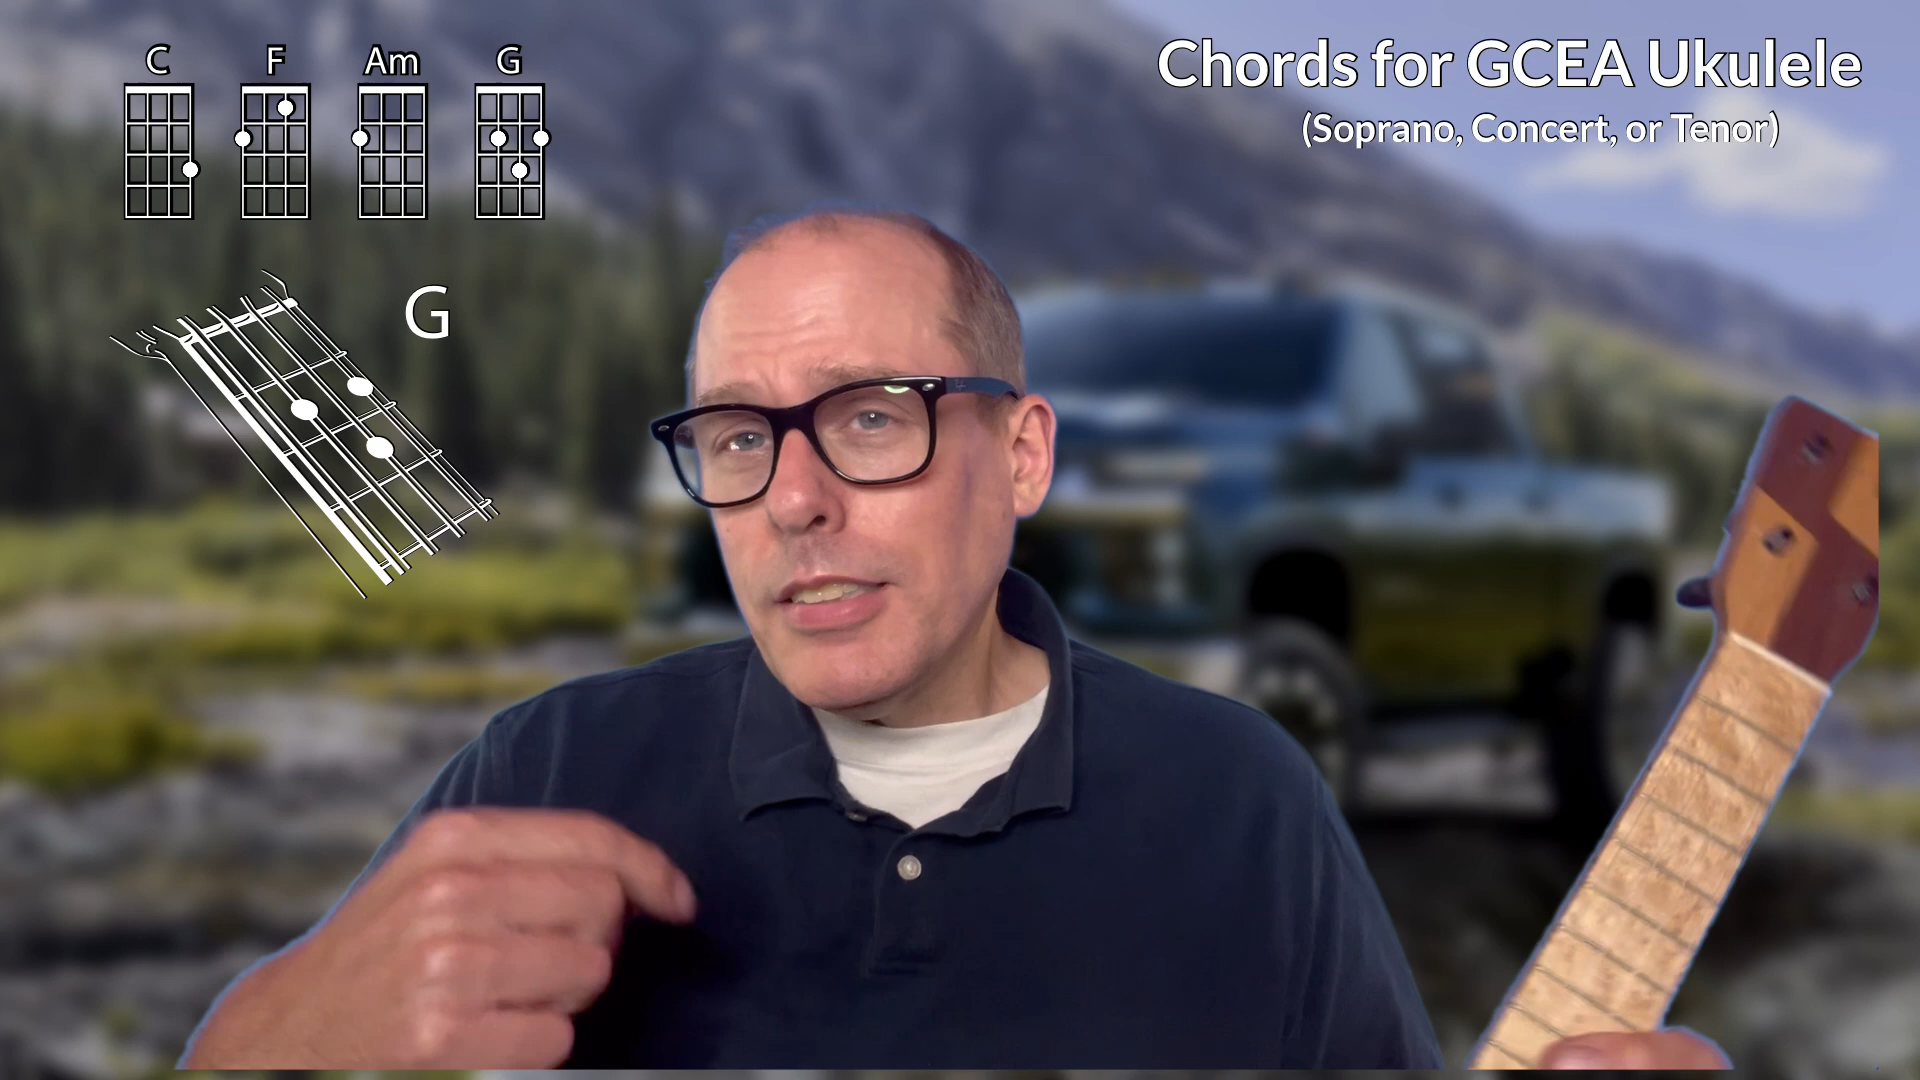 C F Am G
Chords for GCEA Ukulele
(Soprano, Concert, or Tenor)
G